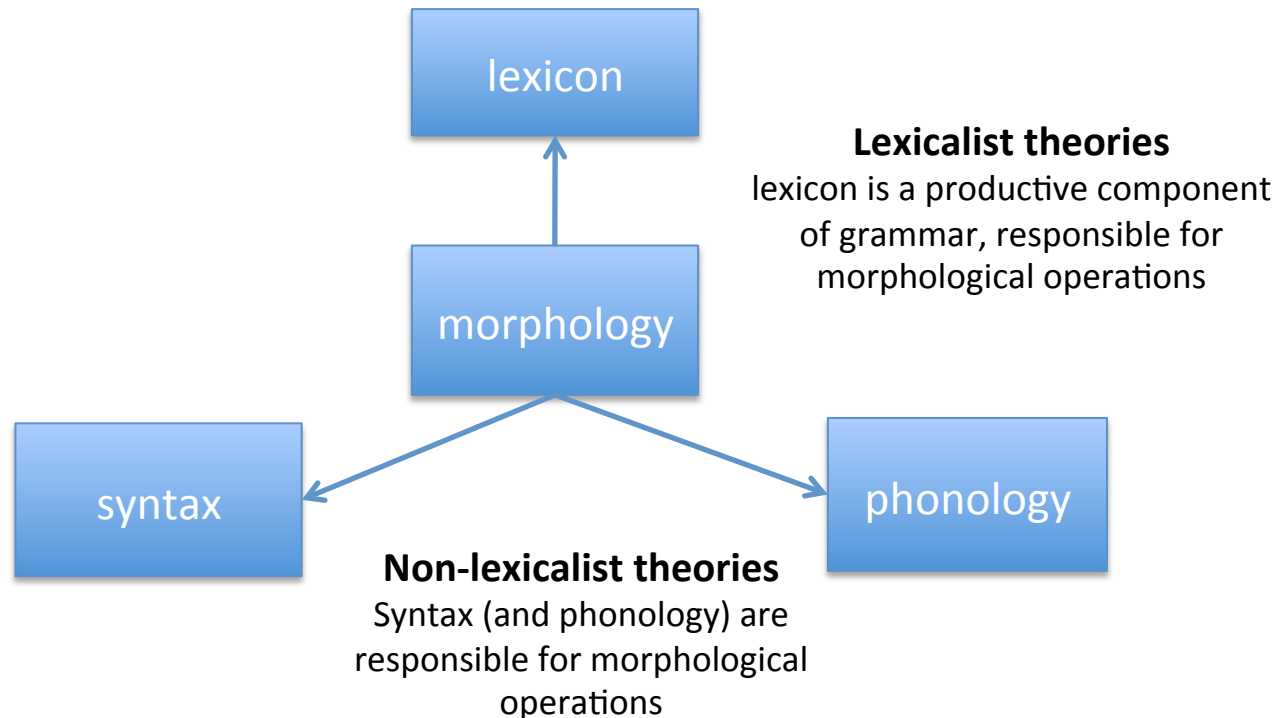 lexicon
Lexicalist theories
lexicon is a productive component
of grammar, responsible for
morphological operations
morphology
syntax
phonology
Non-lexicalist theories
Syntax (and phonology) are
responsible for morphological
operations